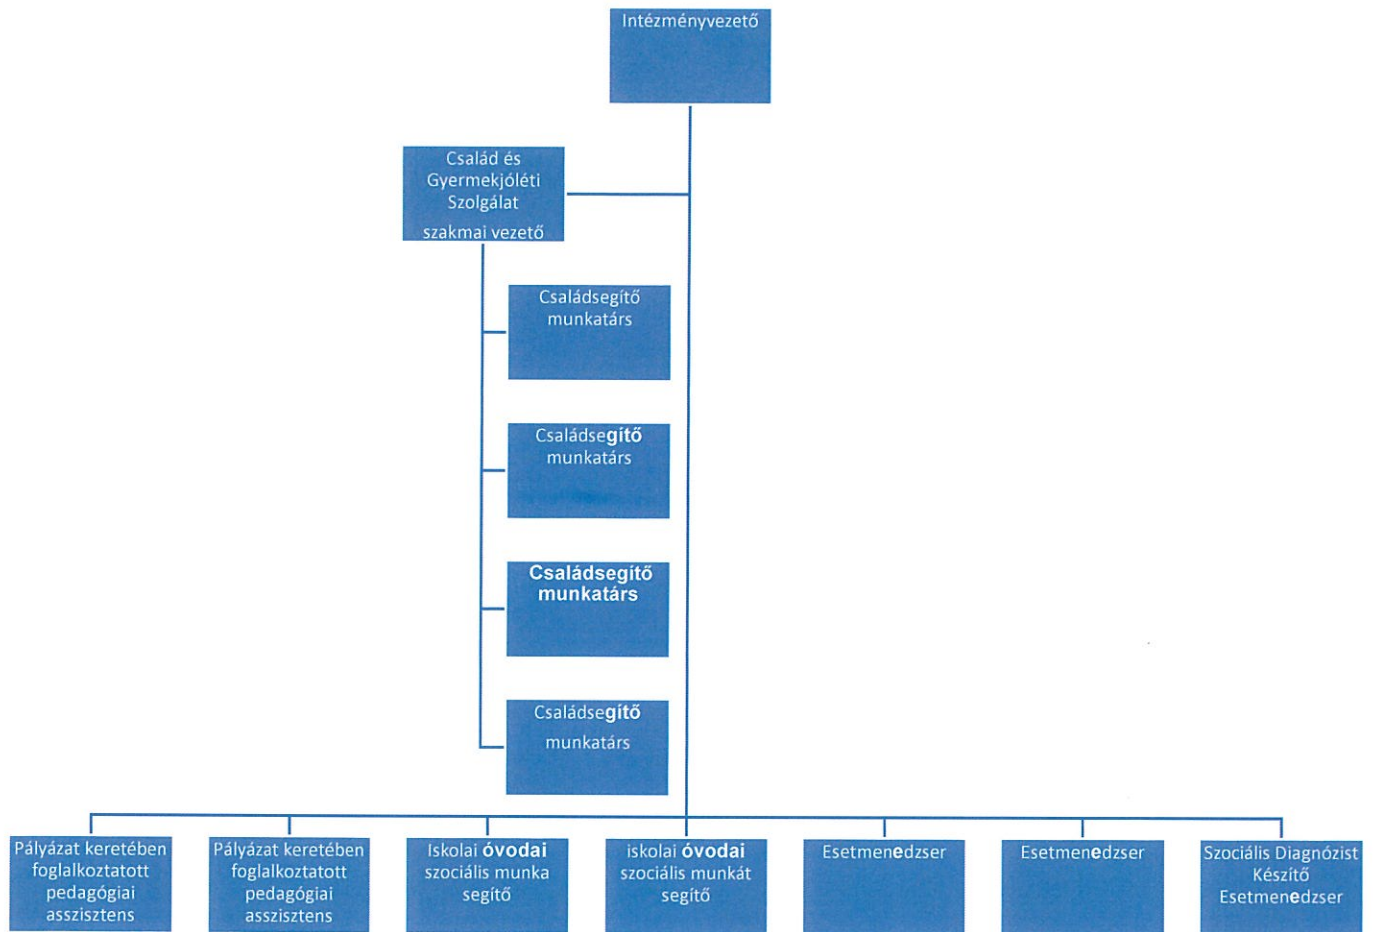 Intézményvezető
Család és
Gyermekjóléti
Szolgálat
szakmai vezető
Családsegítő
munkatárs
Családsegítő
munkatárs
Családsegítő
munkatárs
Családsegítő
munkatárs
Pályázat keretében
foglalkoztatott
pedagógiai
asszisztens
Pályázat keretében
foglalkoztatott
pedagógiai
asszisztens
Iskolai óvodai
szociális munka
segítő
iskolai óvodai
szociális munkát
segítő
Esetmenedzser
Esetmenedzser
Szociális Diagnózist
Készítő
Esetmenedzser